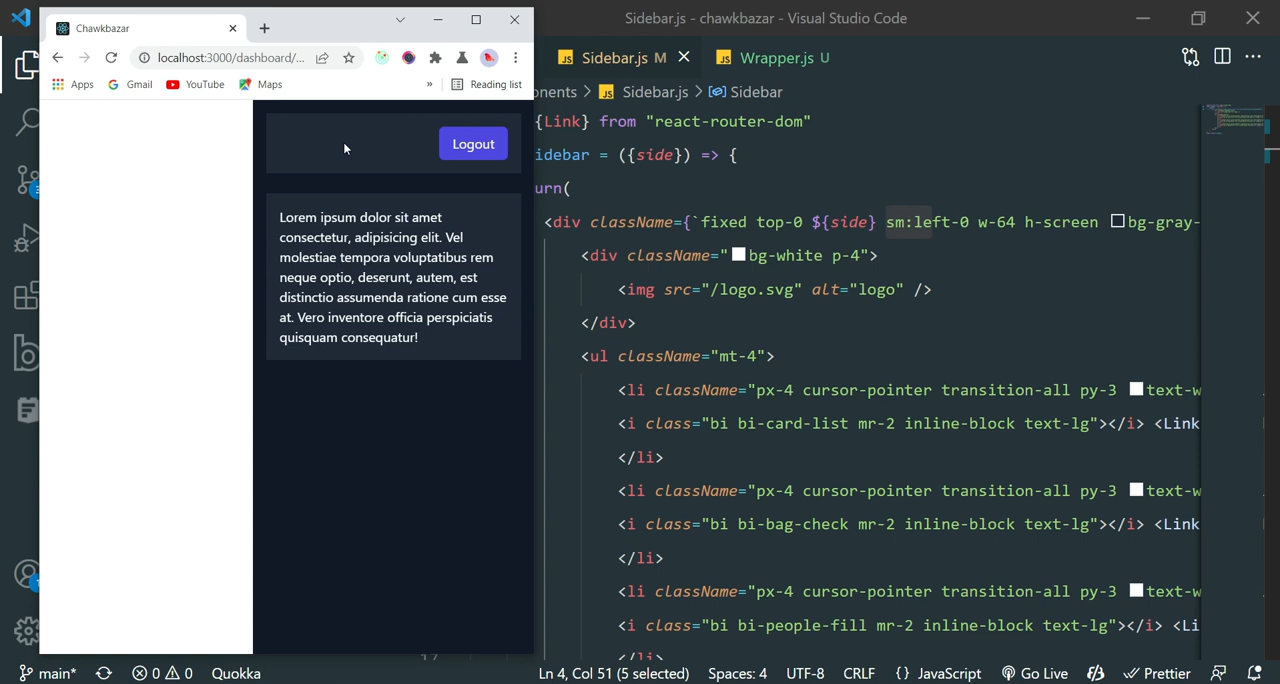 Chawkbazar
localhost:3000/dashboard/...
Apps Gmail YouTube Maps » Reading list
Logout
Lorem ipsum dolor sit amet
consectetur, adipisicing elit. Vel
molestiae tempora voluptatibus rem
neque optio, deserunt, autem, est
distinctio assumenda ratione cum esse
at. Vero inventore officia perspiciatis
quisquam consequatur!
Sidebar.js - chawkbazar - Visual Studio Code
JS Sidebar.js M JS Wrapper.js U
onents > JS Sidebar.js > Sidebar
{Link} from "react-router-dom"
idebar = ({side}) => {
urn(
<div className={`fixed top-0 ${side} sm:left-0 w-64 h-screen bg-gray-
<div className="bg-white p-4">
<img src="/logo.svg" alt="logo" />
</div>
<ul className="mt-4">
<li className="px-4 cursor-pointer transition-all py-3 text-w
<i class="bi bi-card-list mr-2 inline-block text-lg"></i> <Link
</li>
<li className="px-4 cursor-pointer transition-all py-3 text-w
<i class="bi bi-bag-check mr-2 inline-block text-lg"></i> <Link
</li>
<li className="px-4 cursor-pointer transition-all py-3 text-w
<i class="bi bi-people-fill mr-2 inline-block text-lg"></i> <Li
</li>
main* 0 0 Quokka Ln 4, Col 51 (5 selected) Spaces: 4 UTF-8 CRLF {} JavaScript Go Live Prettier